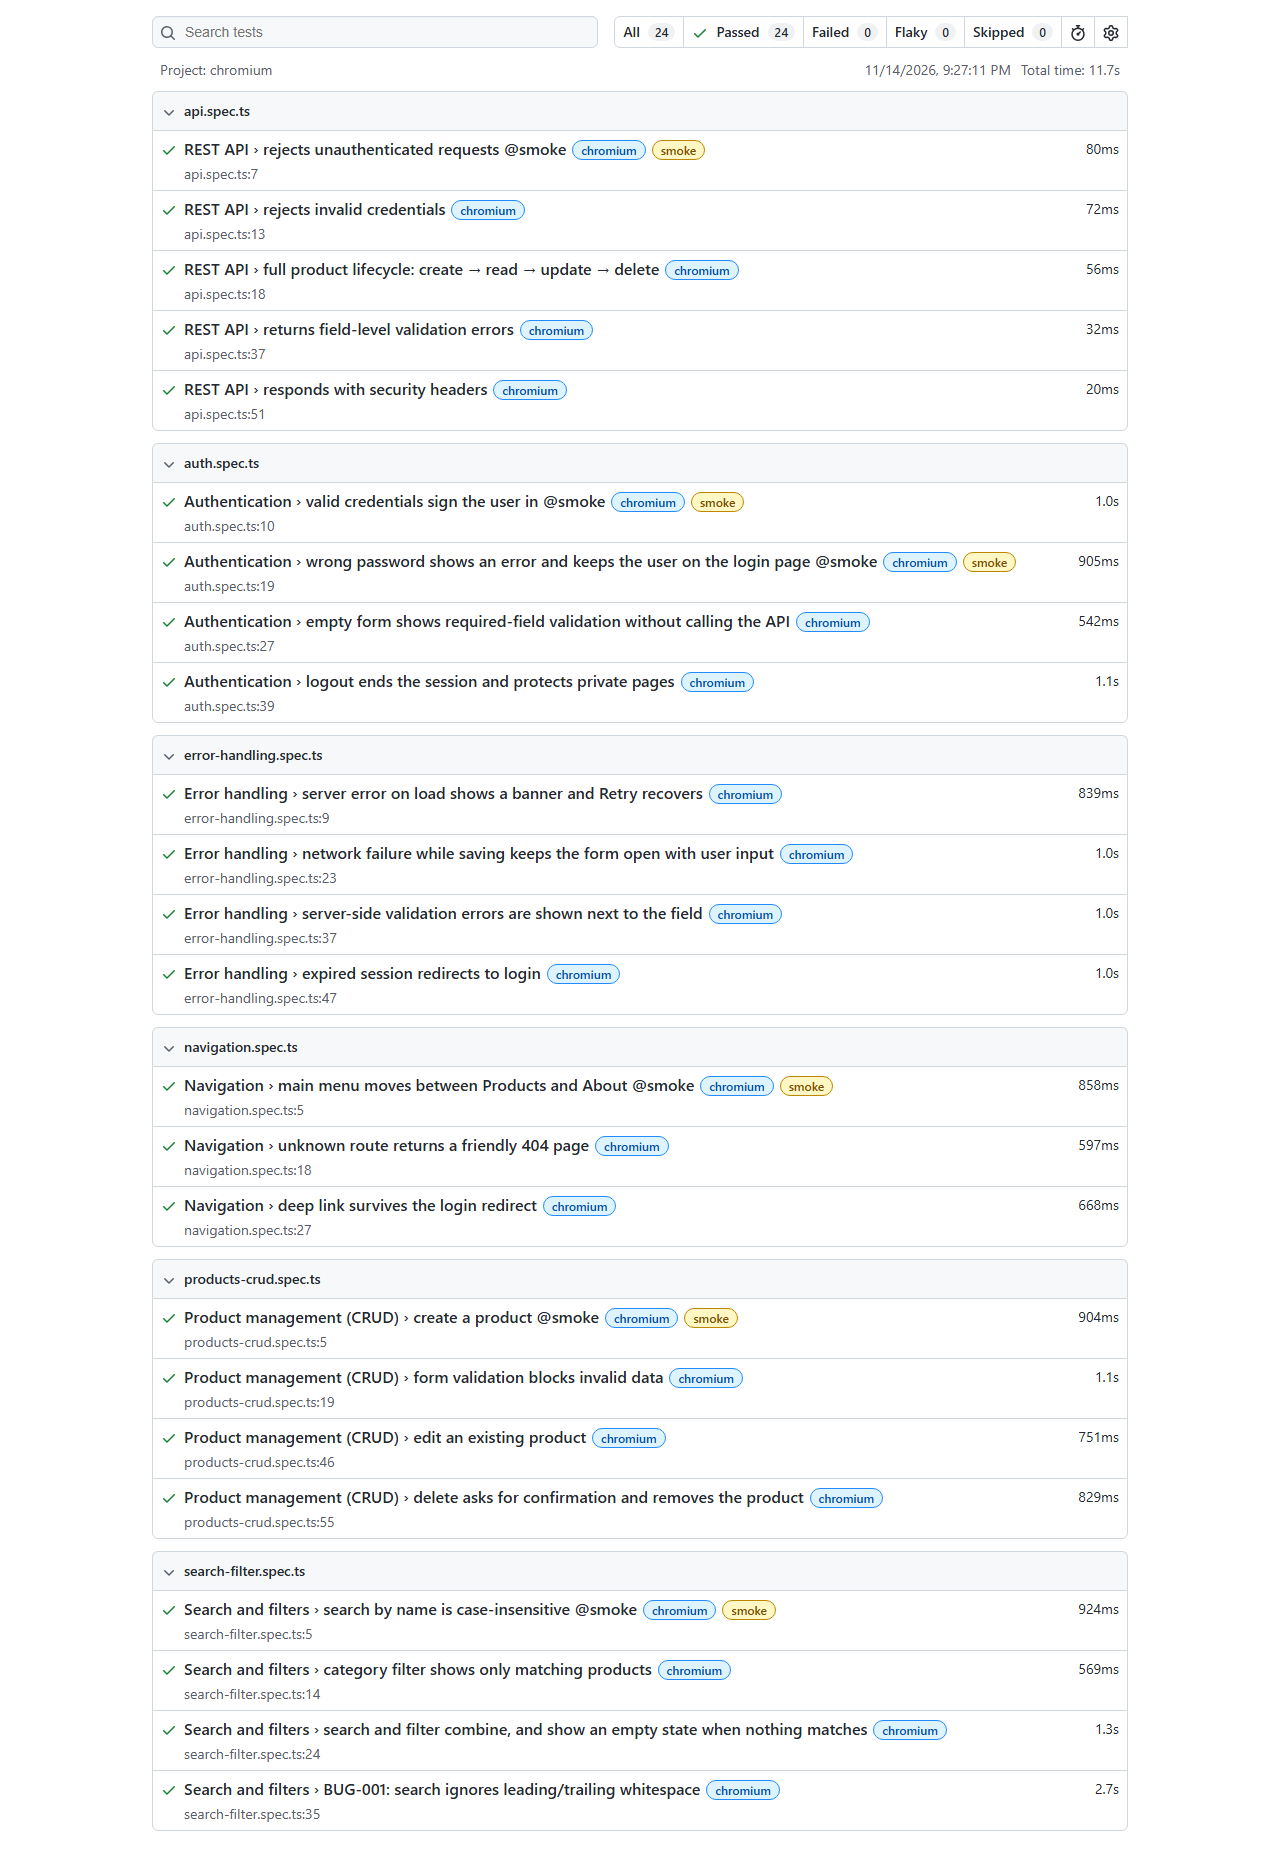 Search tests
All 24 Passed 24 Failed 0 Flaky 0 Skipped 0
Project: chromium 11/14/2026, 9:27:11 PM Total time: 11.7s
api.spec.ts
REST API › rejects unauthenticated requests @smoke chromium smoke 80ms
api.spec.ts:7
REST API › rejects invalid credentials chromium 72ms
api.spec.ts:13
REST API › full product lifecycle: create → read → update → delete chromium 56ms
api.spec.ts:18
REST API › returns field-level validation errors chromium 32ms
api.spec.ts:37
REST API › responds with security headers chromium 20ms
api.spec.ts:51
auth.spec.ts
Authentication › valid credentials sign the user in @smoke chromium smoke 1.0s
auth.spec.ts:10
Authentication › wrong password shows an error and keeps the user on the login page @smoke chromium smoke 905ms
auth.spec.ts:19
Authentication › empty form shows required-field validation without calling the API chromium 542ms
auth.spec.ts:27
Authentication › logout ends the session and protects private pages chromium 1.1s
auth.spec.ts:39
error-handling.spec.ts
Error handling › server error on load shows a banner and Retry recovers chromium 839ms
error-handling.spec.ts:9
Error handling › network failure while saving keeps the form open with user input chromium 1.0s
error-handling.spec.ts:23
Error handling › server-side validation errors are shown next to the field chromium 1.0s
error-handling.spec.ts:37
Error handling › expired session redirects to login chromium 1.0s
error-handling.spec.ts:47
navigation.spec.ts
Navigation › main menu moves between Products and About @smoke chromium smoke 858ms
navigation.spec.ts:5
Navigation › unknown route returns a friendly 404 page chromium 597ms
navigation.spec.ts:18
Navigation › deep link survives the login redirect chromium 668ms
navigation.spec.ts:27
products-crud.spec.ts
Product management (CRUD) › create a product @smoke chromium smoke 904ms
products-crud.spec.ts:5
Product management (CRUD) › form validation blocks invalid data chromium 1.1s
products-crud.spec.ts:19
Product management (CRUD) › edit an existing product chromium 751ms
products-crud.spec.ts:46
Product management (CRUD) › delete asks for confirmation and removes the product chromium 829ms
products-crud.spec.ts:55
search-filter.spec.ts
Search and filters › search by name is case-insensitive @smoke chromium smoke 924ms
search-filter.spec.ts:5
Search and filters › category filter shows only matching products chromium 569ms
search-filter.spec.ts:14
Search and filters › search and filter combine, and show an empty state when nothing matches chromium 1.3s
search-filter.spec.ts:24
Search and filters › BUG-001: search ignores leading/trailing whitespace chromium 2.7s
search-filter.spec.ts:35